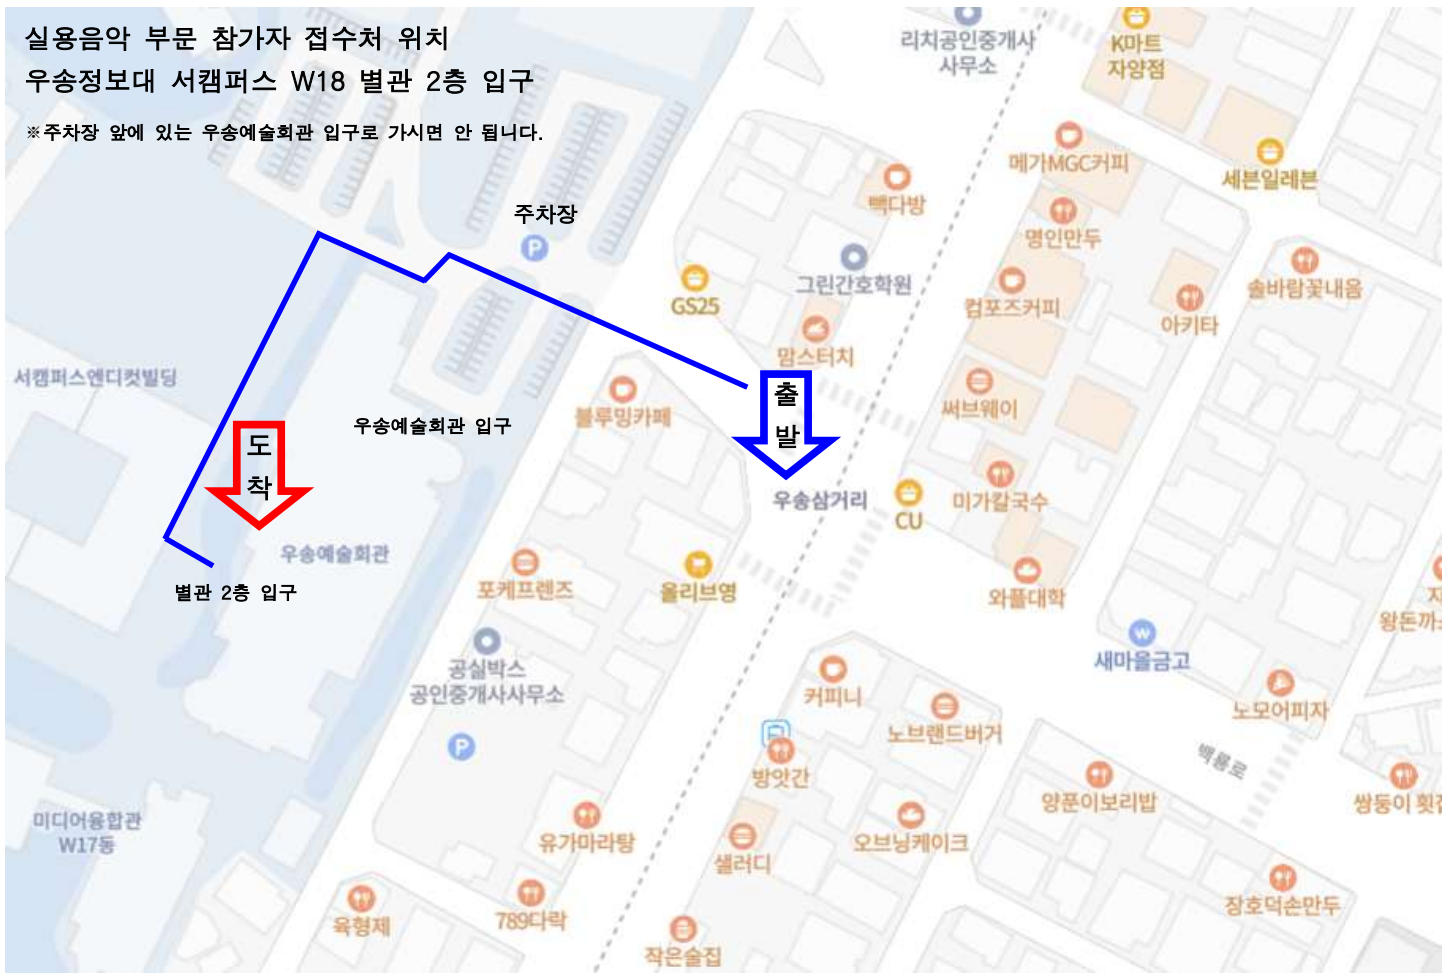 실용음악 부문 참가자 접수처 위치
우송정보대 서캠퍼스 W18 별관 2층 입구
※주차장 앞에 있는 우송예술회관 입구로 가시면 안 됩니다.
리치공인중개사
사무소
K마트
자양점
메가MGC커피
세븐일레븐
빽다방
주차장
P
명인만두
그린간호학원
솔바람꽃내음
GS25
컴포즈커피
아키타
맘스터치
서캠퍼스엔디컷빌딩
출
발
불루밍카페
써브웨이
우송예술회관 입구
도
착
우송삼거리
CU
미가칼국수
우송예술회관
별관 2층 입구
포케프렌즈
올리브영
와플대학
왕돈까
W
새마을금고
공실박스
공인중개사사무소
커피니
노브랜드버거
노모어피자
P
방앗간
백룡로
양푼이보리밥
쌍둥이 횟
미디어융합관
W17동
유가마라탕
샐러디
오브닝케이크
육형제
789다락
장호덕손만두
작은술집